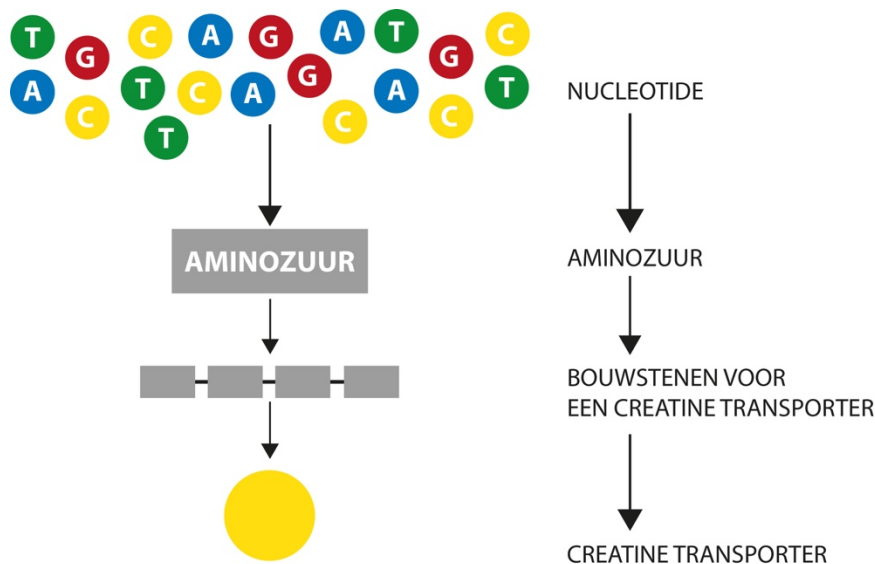 T G C A G A T G C
A C T C A G C A C T
T
NUCLEOTIDE
AMINOZUUR
AMINOZUUR
BOUWSTENEN VOOR
EEN CREATINE TRANSPORTER
CREATINE TRANSPORTER